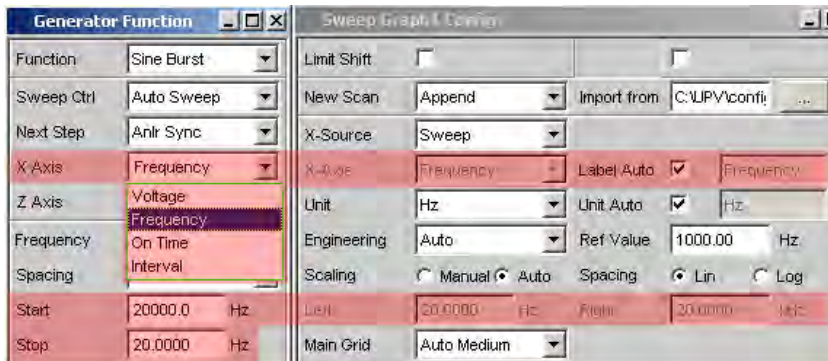 Generator Function
Function Sine Burst
Sweep Ctrl Auto Sweep
Next Step Anlr Sync
X Axis Frequency
Z Axis
Voltage
Frequency
On Time
Interval
Frequency
Spacing
Start 20000.0 Hz
Stop 20.0000 Hz
Sweep Graph1 Config
Limit Shift
New Scan Append Import from C:\UPV\config ...
X-Source Sweep
X-Axis Frequency Label Auto Frequency
Unit Hz Unit Auto Hz
Engineering Auto Ref Value 1000.00 Hz
Scaling Manual Auto Spacing Lin Log
Left 20.0000 Hz Right 20.0000 kHz
Main Grid Auto Medium